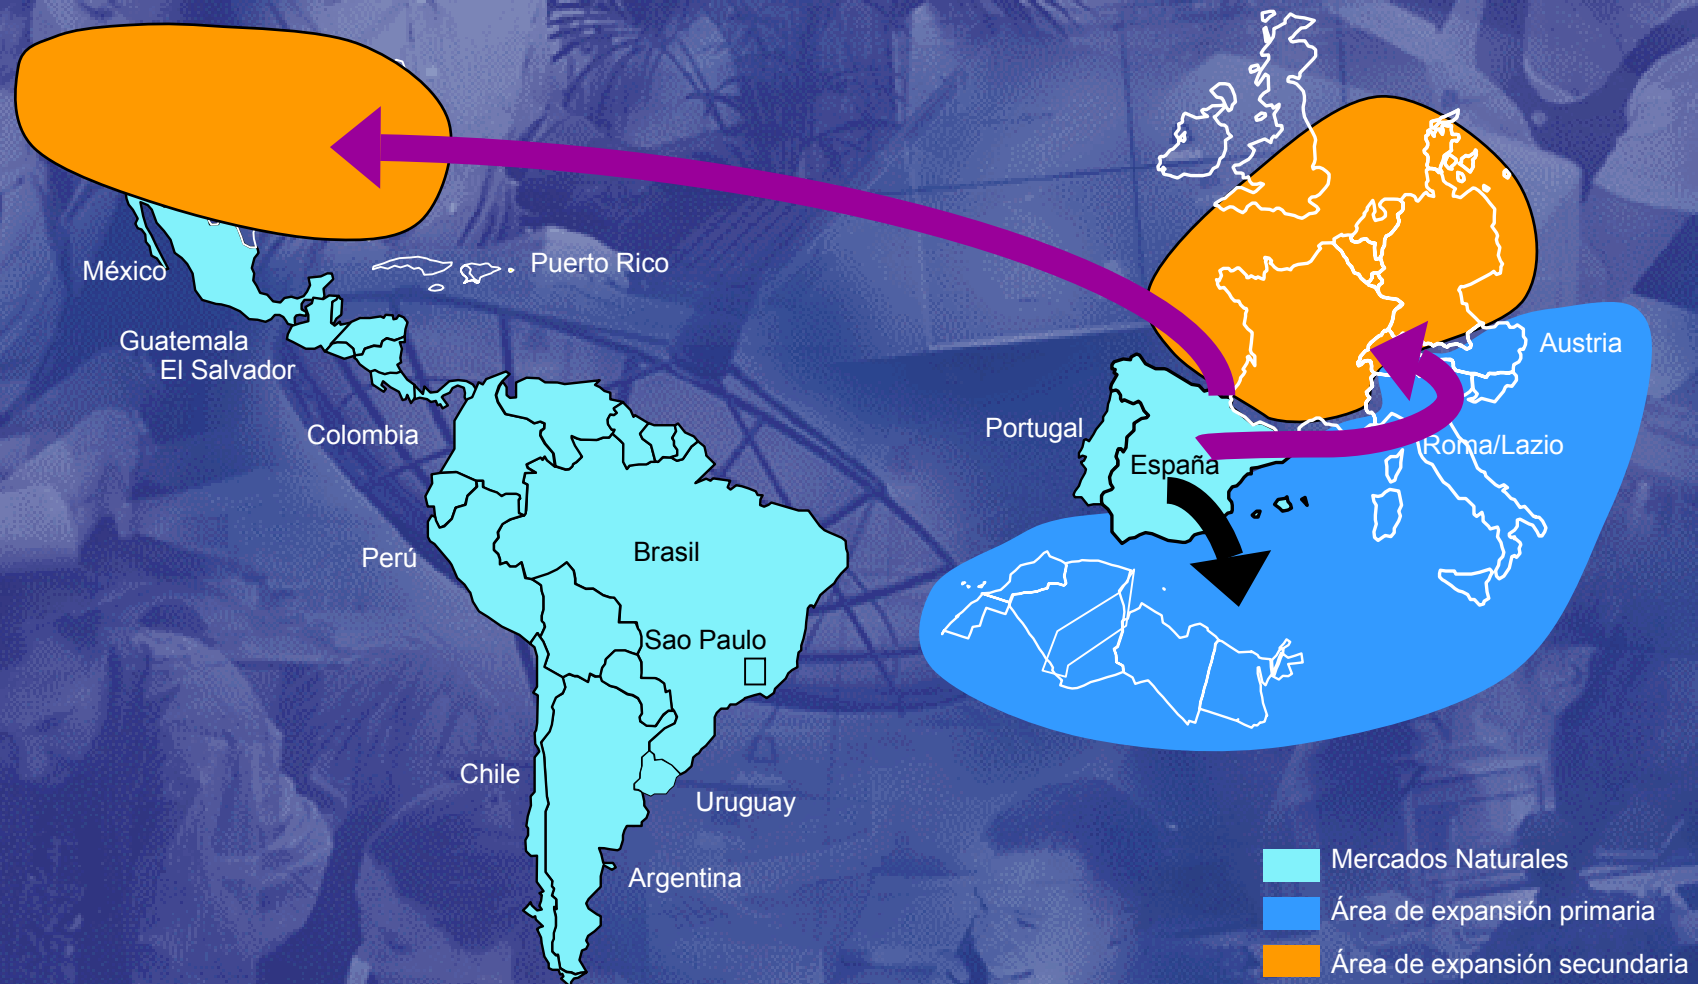 México
Puerto Rico
Guatemala
El Salvador
Colombia
Perú
Brasil
Sao Paulo
Chile
Uruguay
Argentina
Portugal
España
Austria
Roma/Lazio
Mercados Naturales
Área de expansión primaria
Área de expansión secundaria